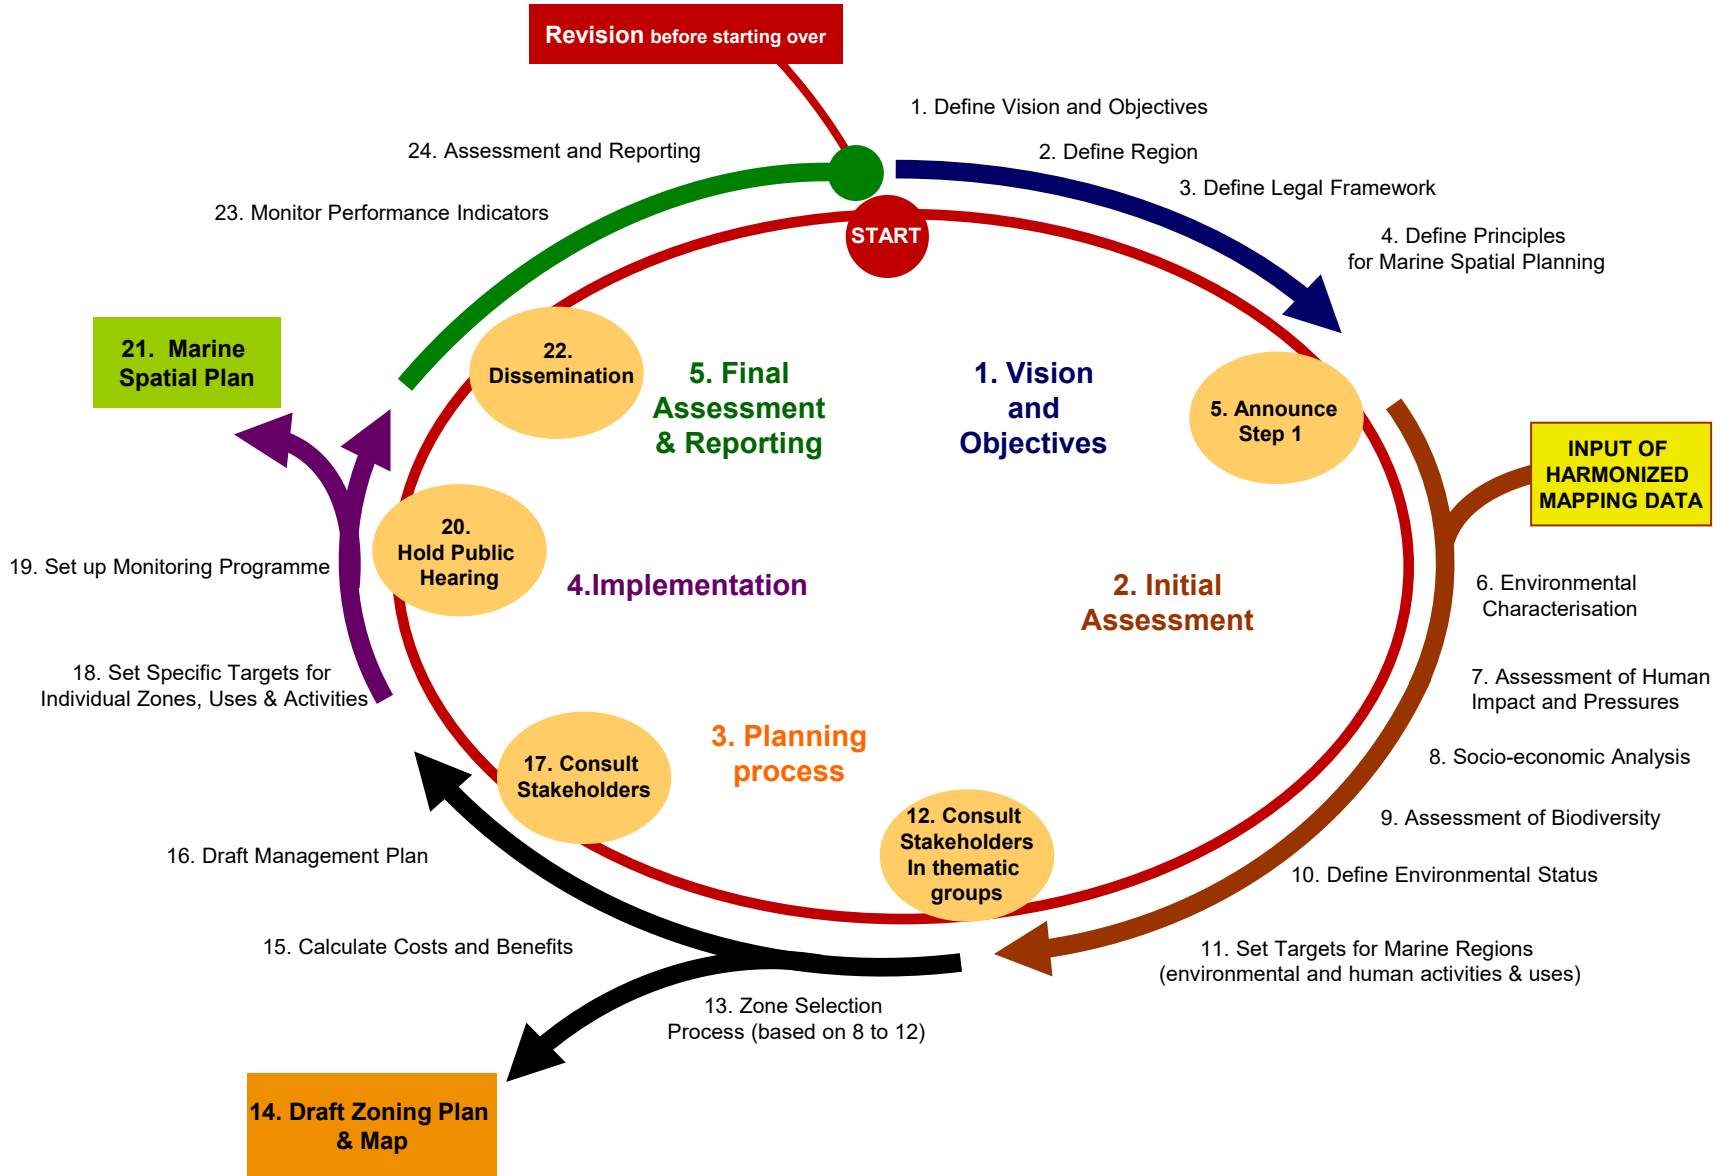 Revision before starting over
1. Define Vision and Objectives
2. Define Region
3. Define Legal Framework
4. Define Principles
for Marine Spatial Planning
START
5. Announce
Step 1
1. Vision
and
Objectives
INPUT OF
HARMONIZED
MAPPING DATA
2. Initial
Assessment
6. Environmental
Characterisation
7. Assessment of Human
Impact and Pressures
8. Socio-economic Analysis
9. Assessment of Biodiversity
10. Define Environmental Status
11. Set Targets for Marine Regions
(environmental and human activities & uses)
12. Consult
Stakeholders
In thematic
groups
3. Planning
process
13. Zone Selection
Process (based on 8 to 12)
14. Draft Zoning Plan
& Map
15. Calculate Costs and Benefits
16. Draft Management Plan
17. Consult
Stakeholders
4.Implementation
18. Set Specific Targets for
Individual Zones, Uses & Activities
19. Set up Monitoring Programme
20.
Hold Public
Hearing
21. Marine
Spatial Plan
22.
Dissemination
5. Final
Assessment
& Reporting
23. Monitor Performance Indicators
24. Assessment and Reporting